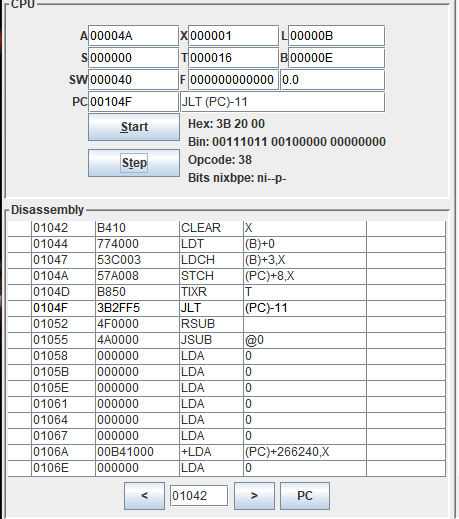 CPU
A 00004A X 000001 L 00000B
S 000000 T 000016 B 00000E
SW 000040 F 000000000000 0.0
PC 00104F JLT (PC)-11
Start
Hex: 3B 20 00
Bin: 00111011 00100000 00000000
Step
Opcode: 38
Bits nixbpe: ni--p-
Disassembly
01042 B410 CLEAR X
01044 774000 LDT (B)+0
01047 53C003 LDCH (B)+3,X
0104A 57A008 STCH (PC)+8,X
0104D B850 TIXR T
0104F 3B2FF5 JLT (PC)-11
01052 4F0000 RSUB
01055 4A0000 JSUB @0
01058 000000 LDA 0
0105B 000000 LDA 0
0105E 000000 LDA 0
01061 000000 LDA 0
01064 000000 LDA 0
01067 000000 LDA 0
0106A 00B41000 +LDA (PC)+266240,X
0106E 000000 LDA 0
< 01042 > PC